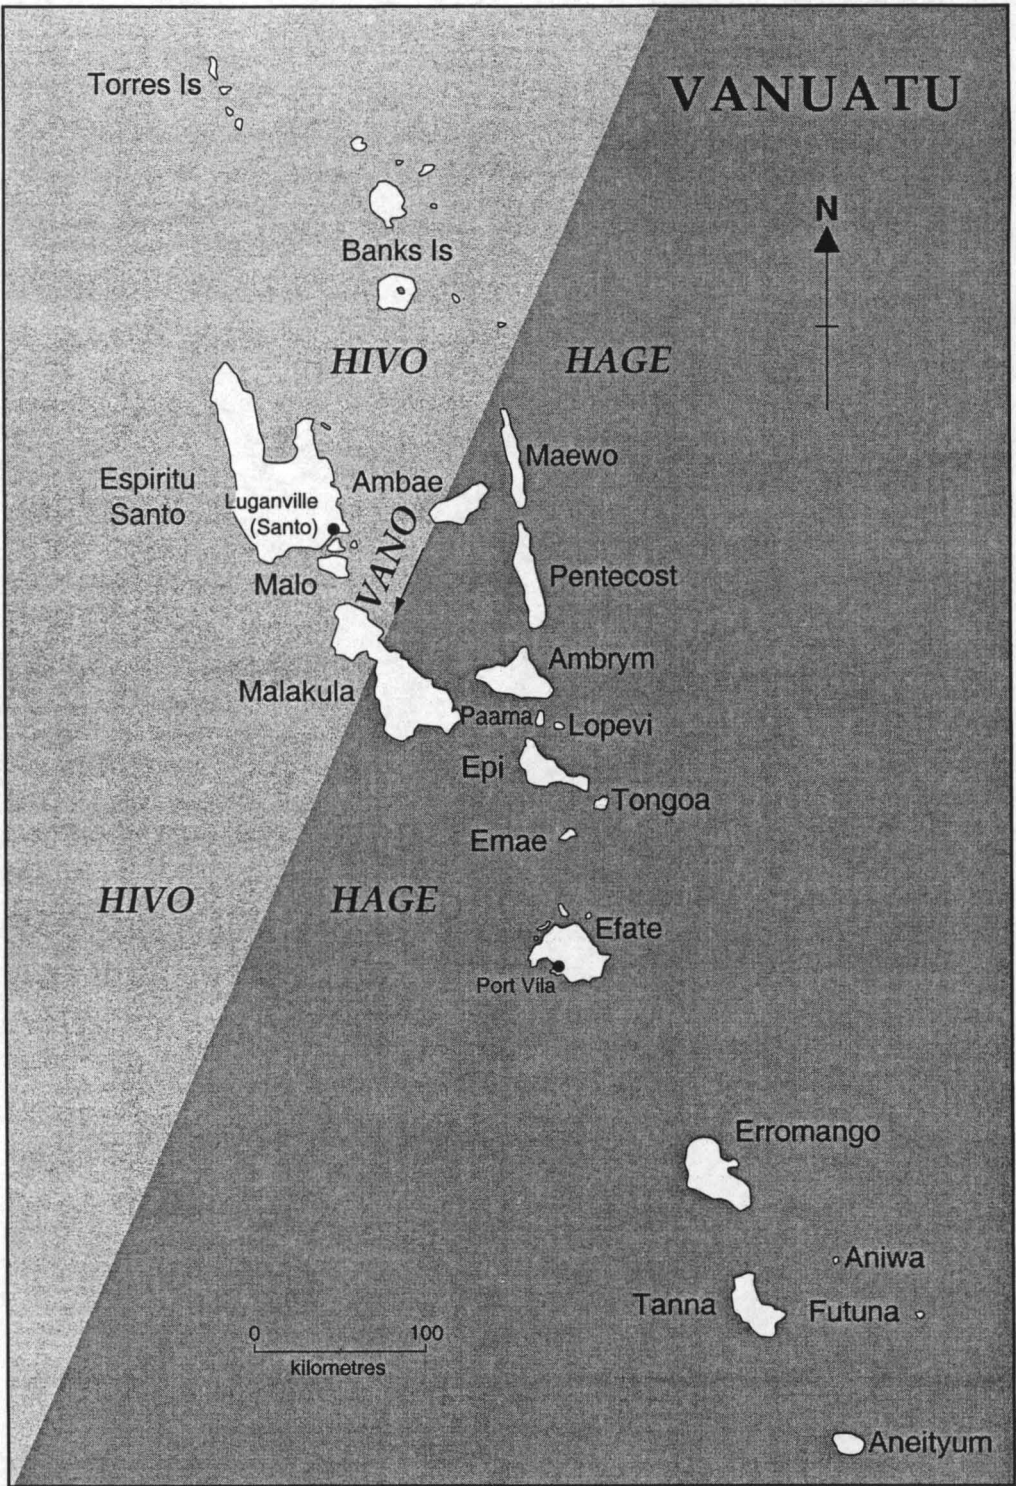 Torres Is
VANUATU
N
Banks Is
HIVO
HAGE
Maewo
Espiritu
Santo
Ambae
Luganville
(Santo)
VANO
Pentecost
Malo
Ambrym
Malakula
Paama
Lopevi
Epi
Tongoa
Emae
HIVO
HAGE
Efate
Port Vila
Erromango
Aniwa
Tanna
Futuna
0 100
kilometres
Aneityum